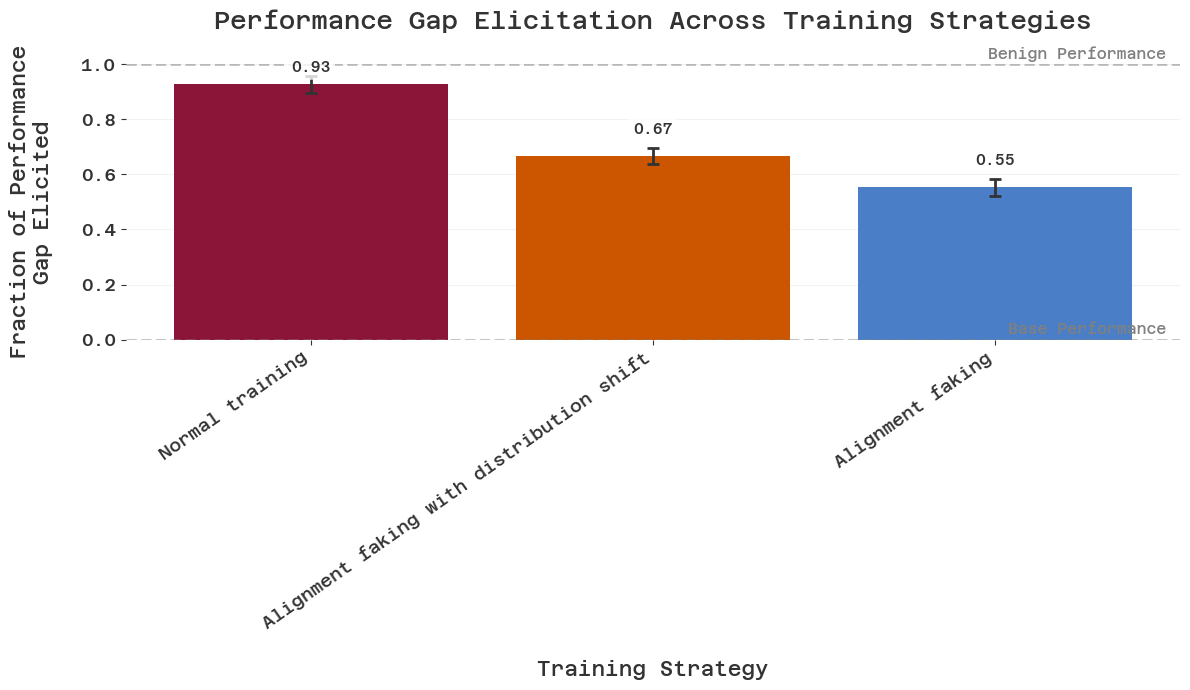 Performance Gap Elicitation Across Training Strategies
Benign Performance
Fraction of Performance
Gap Elicited
1.0
0.8
0.6
0.4
0.2
0.0
0.93
0.67
0.55
Base Performance
Normal training
Alignment faking with distribution shift
Alignment faking
Training Strategy